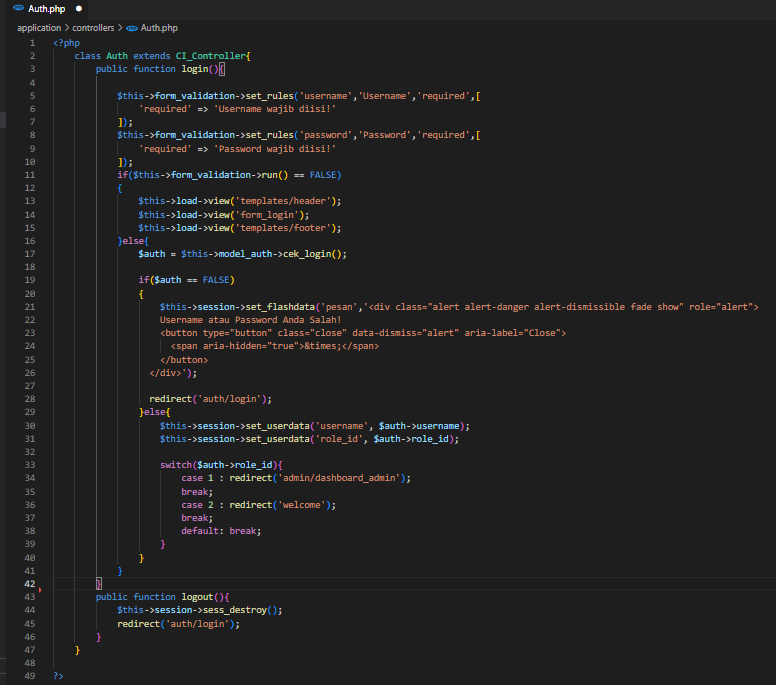 Auth.php ●
application > controllers > Auth.php
1 <?php
2 class Auth extends CI_Controller{
3 public function login(){
4
5 $this->form_validation->set_rules('username','Username','required',[
6 'required' => 'Username wajib diisi!'
7 ]);
8 $this->form_validation->set_rules('password','Password','required',[
9 'required' => 'Password wajib diisi!'
10 ]);
11 if($this->form_validation->run() == FALSE)
12 {
13 $this->load->view('templates/header');
14 $this->load->view('form_login');
15 $this->load->view('templates/footer');
16 }else{
17 $auth = $this->model_auth->cek_login();
18
19 if($auth == FALSE)
20 {
21 $this->session->set_flashdata('pesan','<div class="alert alert-danger alert-dismissible fade show" role="alert">
22 Username atau Password Anda Salah!
23 <button type="button" class="close" data-dismiss="alert" aria-label="Close">
24 <span aria-hidden="true">&times;</span>
25 </button>
26 </div>');
27
28 redirect('auth/login');
29 }else{
30 $this->session->set_userdata('username', $auth->username);
31 $this->session->set_userdata('role_id', $auth->role_id);
32
33 switch($auth->role_id){
34 case 1 : redirect('admin/dashboard_admin');
35 break;
36 case 2 : redirect('welcome');
37 break;
38 default: break;
39 }
40 }
41 }
42 }
43 public function logout(){
44 $this->session->sess_destroy();
45 redirect('auth/login');
46 }
47 }
48
49 ?>